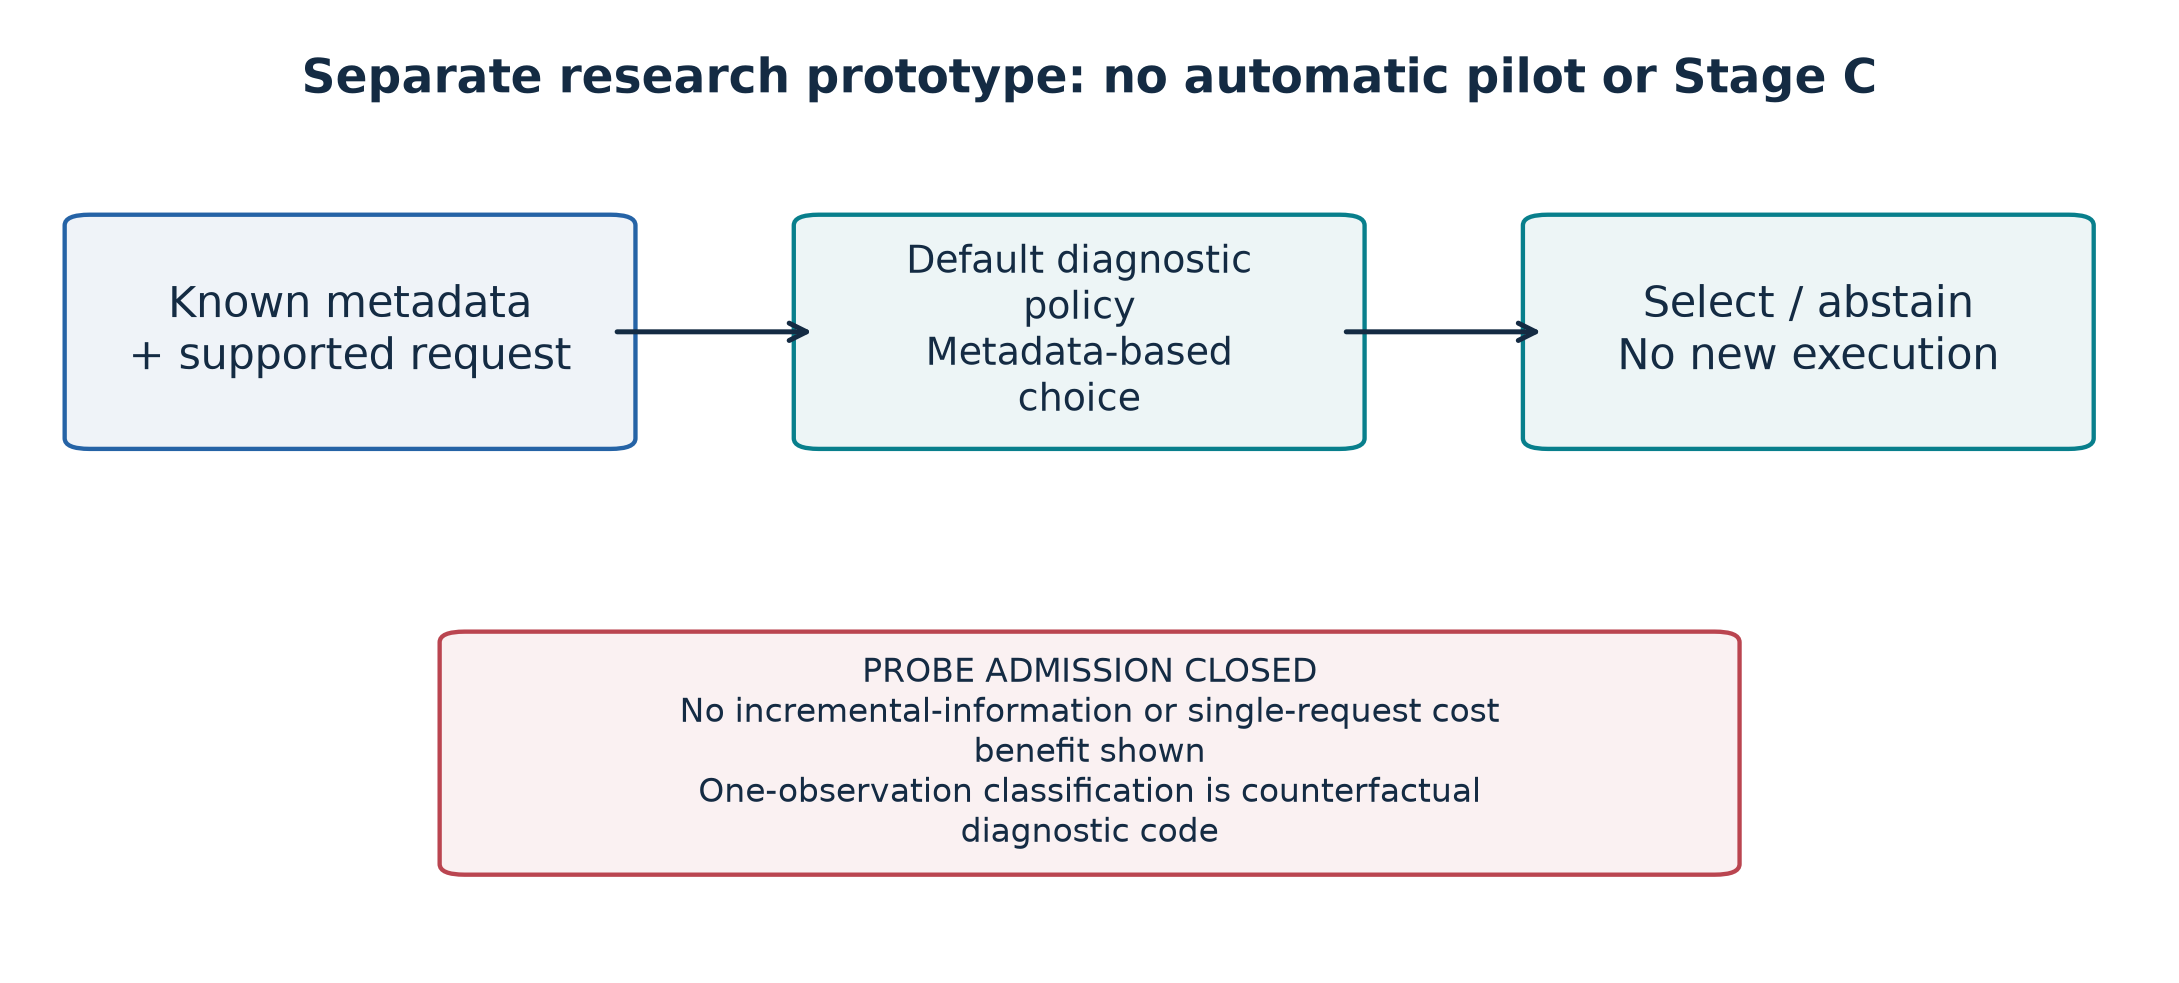 Separate research prototype: no automatic pilot or Stage C
Known metadata
+ supported request
Default diagnostic
policy
Metadata-based
choice
Select / abstain
No new execution
PROBE ADMISSION CLOSED
No incremental-information or single-request cost
benefit shown
One-observation classification is counterfactual
diagnostic code